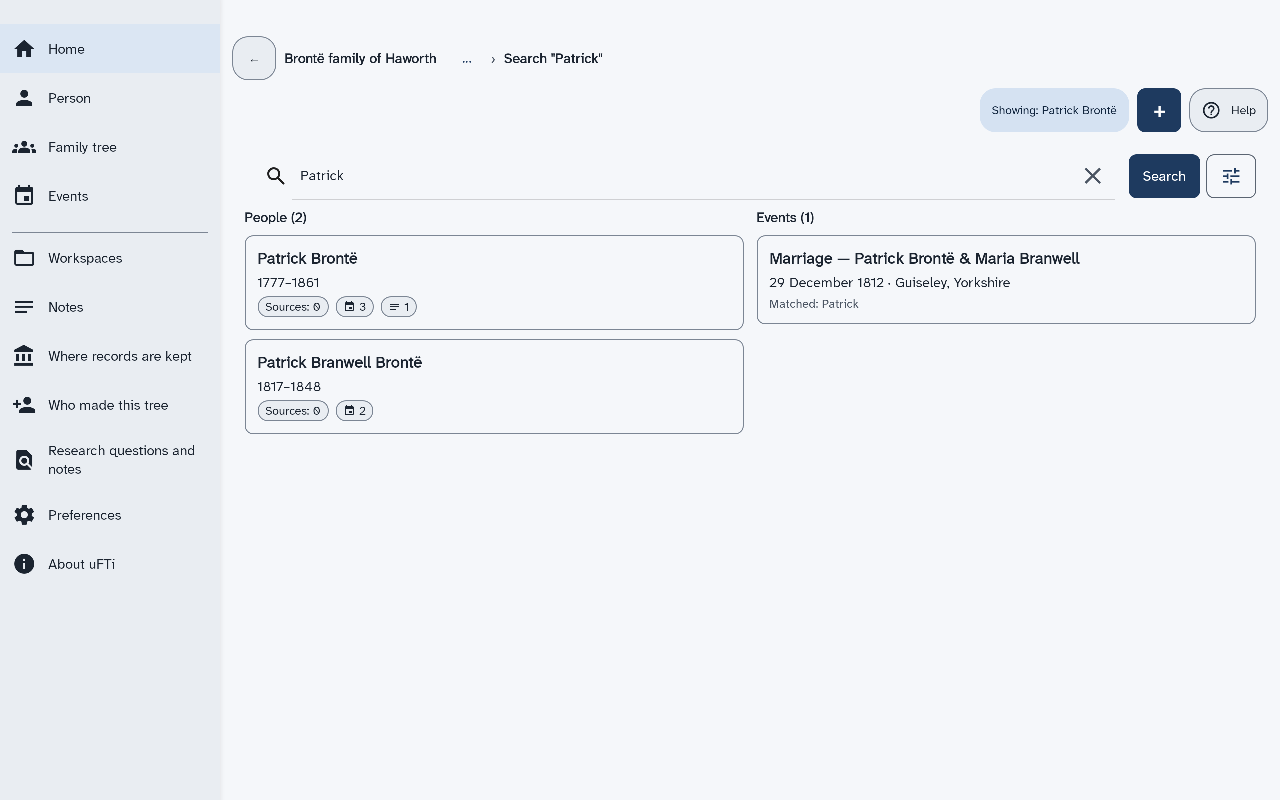 Home
Person
Family tree
Events
Workspaces
Notes
Where records are kept
Who made this tree
Research questions and
notes
Preferences
About uFTi
← Brontë family of Haworth ... › Search "Patrick"
Showing: Patrick Brontë + Help
Patrick Search
People (2)
Patrick Brontë
1777–1861
Sources: 0 3 1
Patrick Branwell Brontë
1817–1848
Sources: 0 2
Events (1)
Marriage — Patrick Brontë & Maria Branwell
29 December 1812 · Guiseley, Yorkshire
Matched: Patrick